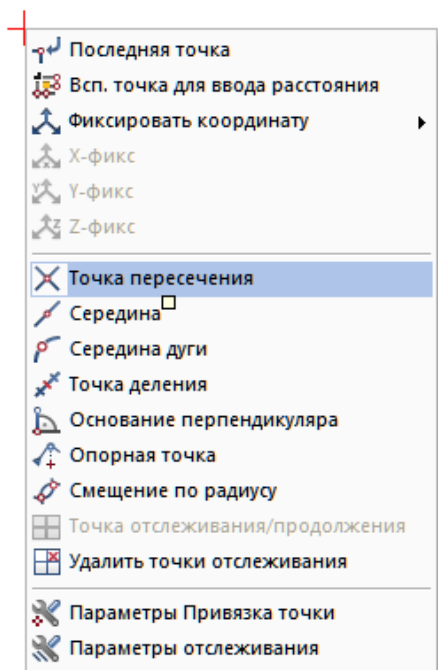 Последняя точка
Всп. точка для ввода расстояния
Фиксировать координату
X-фикс
Y-фикс
Z-фикс
Точка пересечения
Середина
Середина дуги
Точка деления
Основание перпендикуляра
Опорная точка
Смещение по радиусу
Точка отслеживания/продолжения
Удалить точки отслеживания
Параметры Привязка точки
Параметры отслеживания